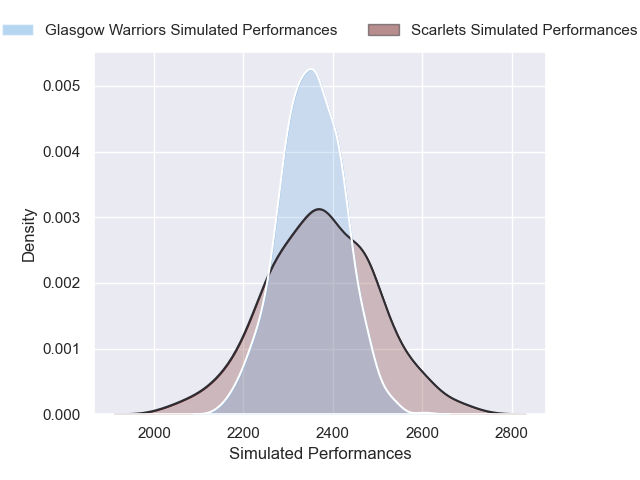 Glasgow Warriors Simulated Performances Scarlets Simulated Performances
0.005
0.004
0.003
0.002
0.001
0.000
Density
2000 2200 2400 2600 2800
Simulated Performances